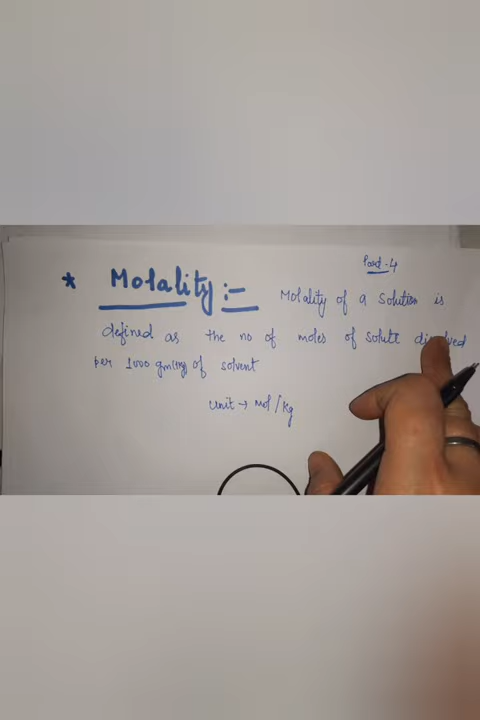 Part-4
* Molality :-
Molality of a Solution is
defined as the no of moles of Solute dissolved
per 1000 gm(1kg) of solvent
Unit → mol/Kg